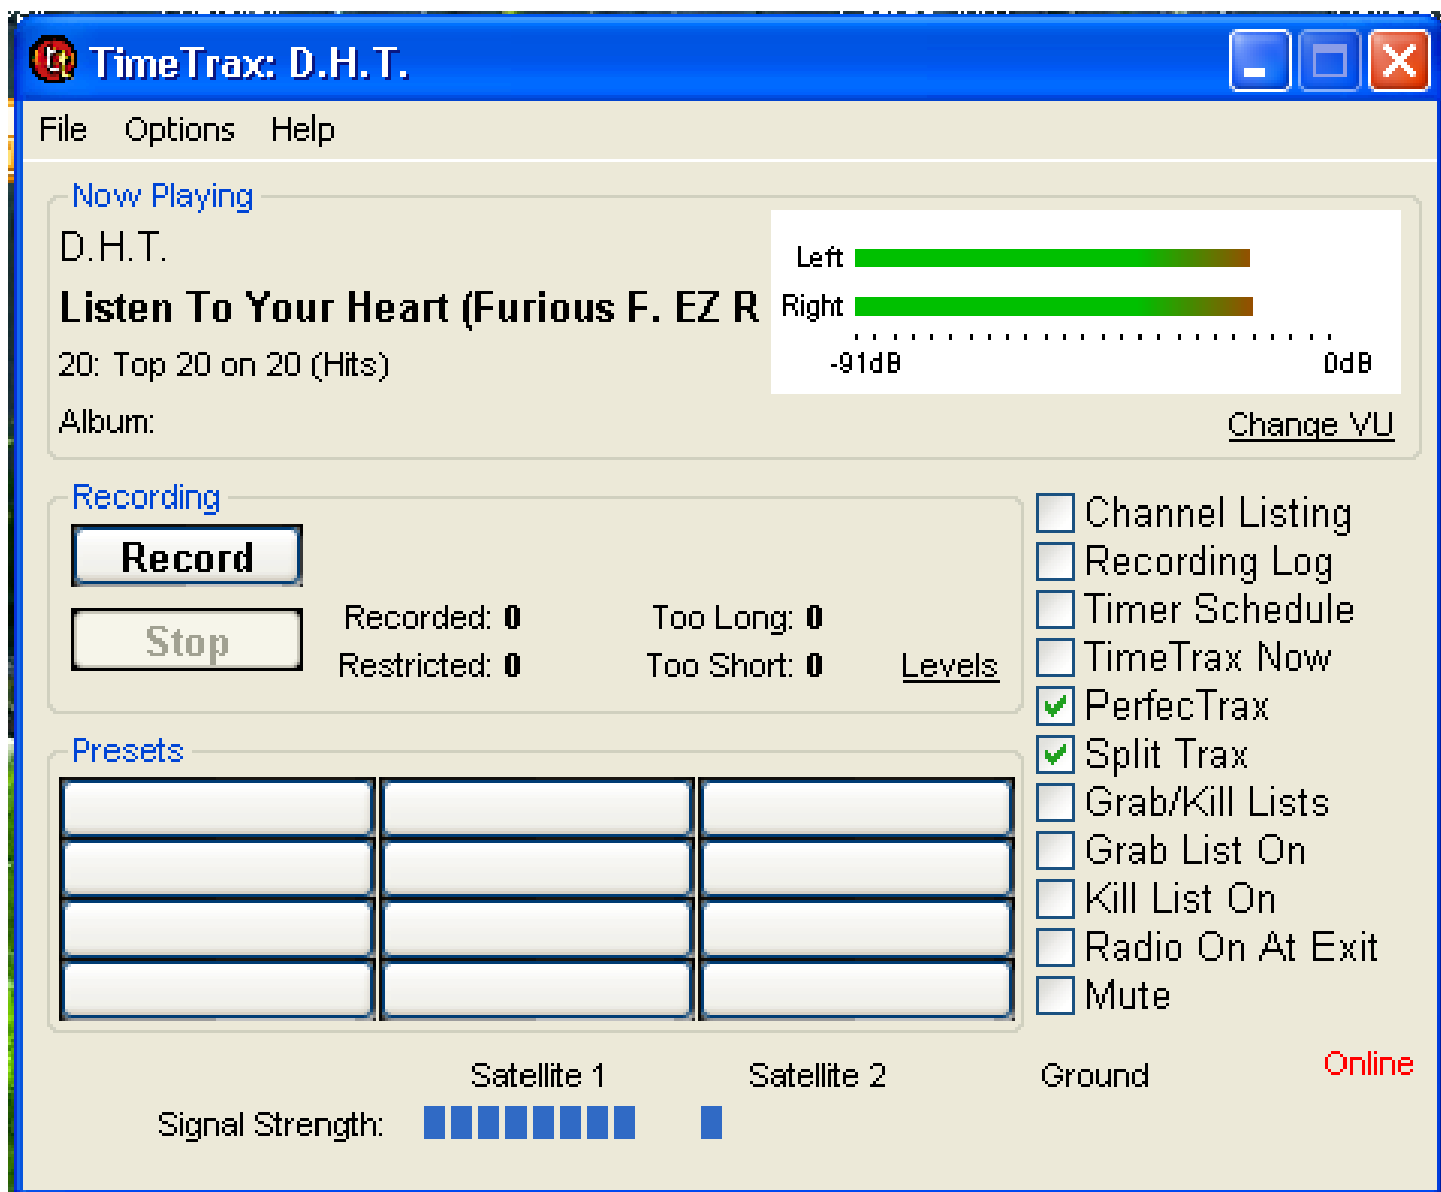 TimeTrax: D.H.T.
File Options Help
Now Playing
D.H.T.
Listen To Your Heart (Furious F. EZ R
20: Top 20 on 20 (Hits)
Album:
Left
Right
-91dB 0dB
Change VU
Recording
Record
Stop
Recorded: 0 Too Long: 0
Restricted: 0 Too Short: 0 Levels
Channel Listing
Recording Log
Timer Schedule
TimeTrax Now
PerfecTrax
Split Trax
Grab/Kill Lists
Grab List On
Kill List On
Radio On At Exit
Mute
Presets
Satellite 1 Satellite 2 Ground Online
Signal Strength: